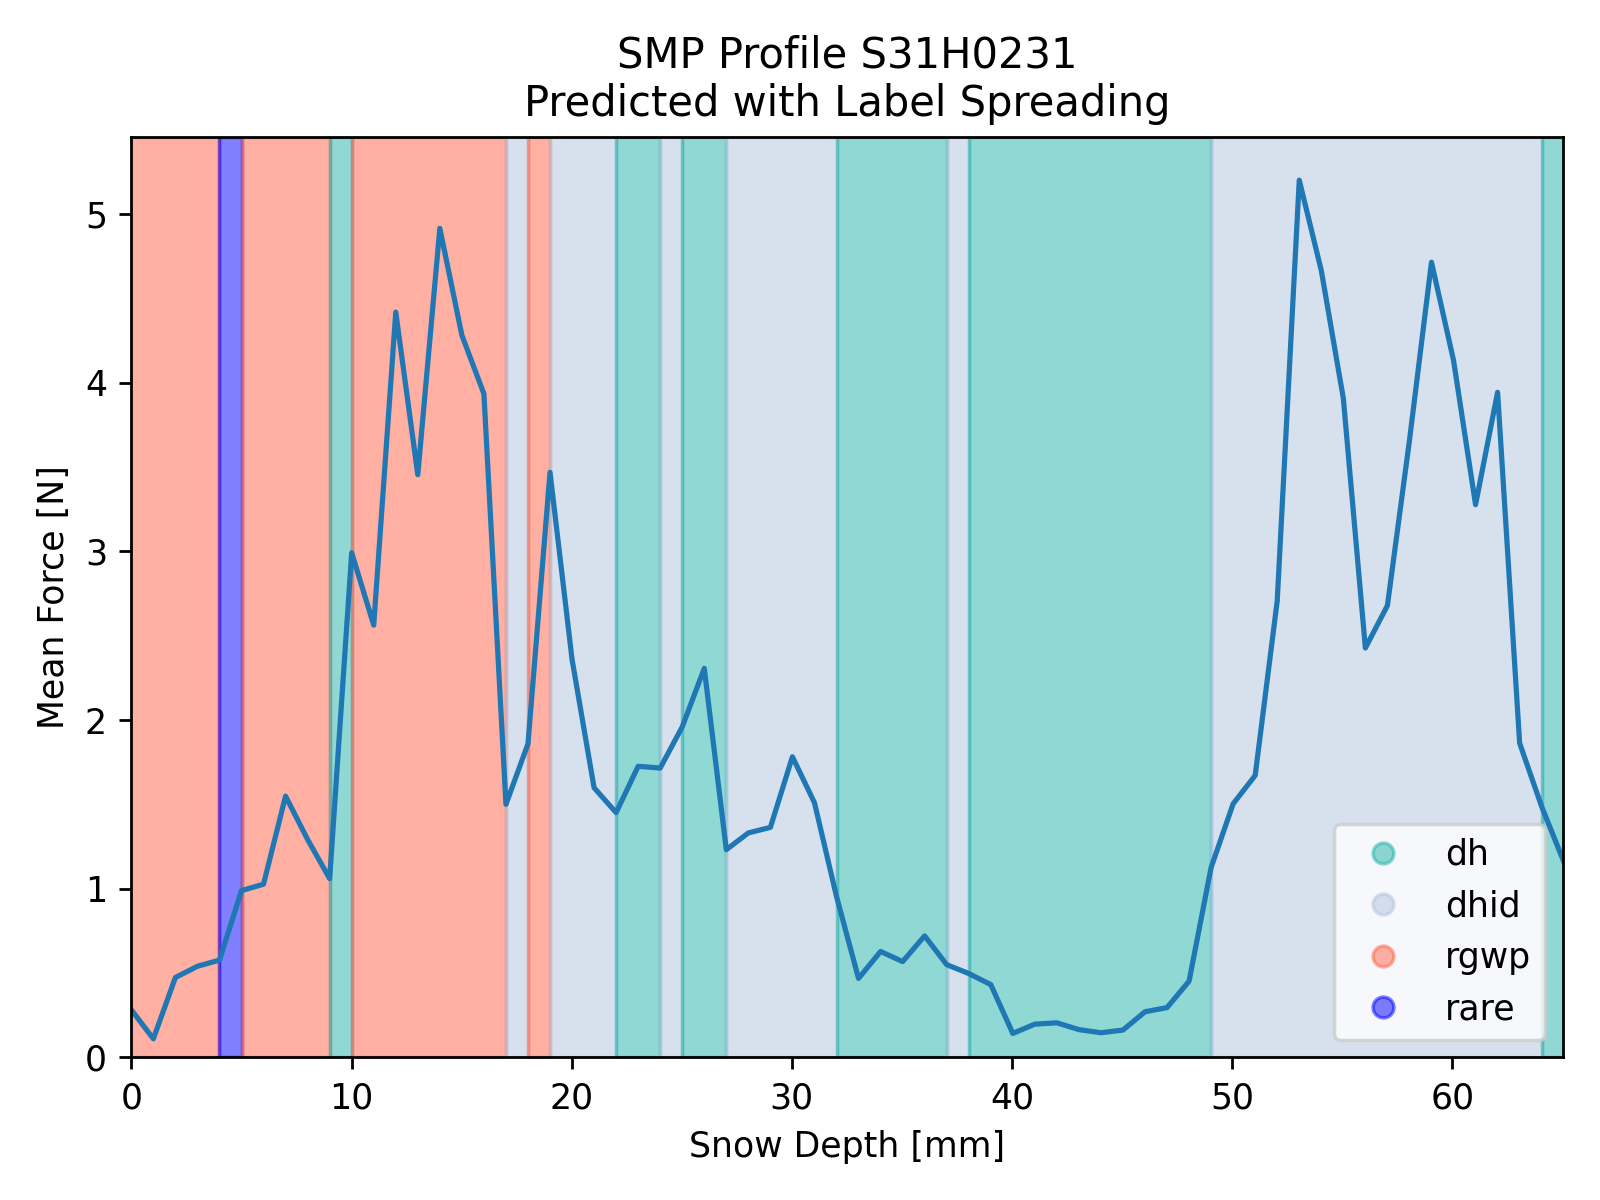 SMP Profile S31H0231
Predicted with Label Spreading
Mean Force [N]
5
4
3
2
1
0
0 10 20 30 40 50 60
Snow Depth [mm]
dh
dhid
rgwp
rare